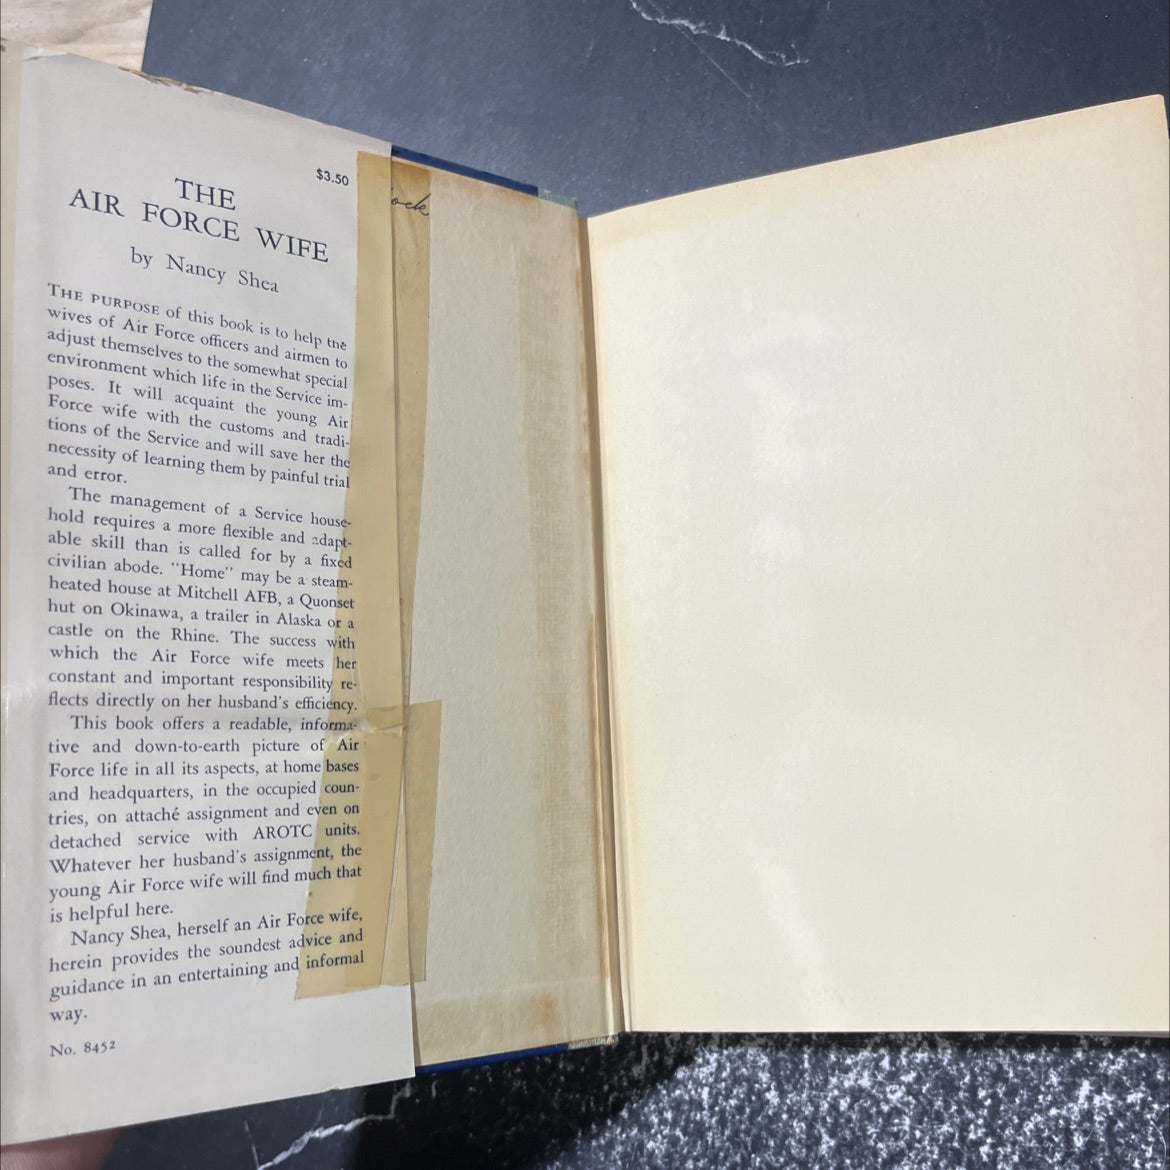 $3.50
THE
AIR FORCE WIFE
by Nancy Shea
THE PURPOSE of this book is to help the
wives of Air Force officers and airmen to
adjust themselves to the somewhat special
environment which life in the Service im-
poses. It will acquaint the young Air
Force wife with the customs and tradi-
tions of the Service and will save her the
necessity of learning them by painful trial
and error.
The management of a Service house-
hold requires a more flexible and adapt-
able skill than is called for by a fixed
civilian abode. "Home" may be a steam-
heated house at Mitchell AFB, a Quonset
hut on Okinawa, a trailer in Alaska or a
castle on the Rhine. The success with
which the Air Force wife meets her
constant and important responsibility re-
flects directly on her husband's efficiency.
This book offers a readable, informa-
tive and down-to-earth picture of Air
Force life in all its aspects, at home bases
and headquarters, in the occupied coun-
tries, on attaché assignment and even on
detached service with AROTC units.
Whatever her husband's assignment, the
young Air Force wife will find much that
is helpful here.
Nancy Shea, herself an Air Force wife,
herein provides the soundest advice and
guidance in an entertaining and informal
way.
No. 8452